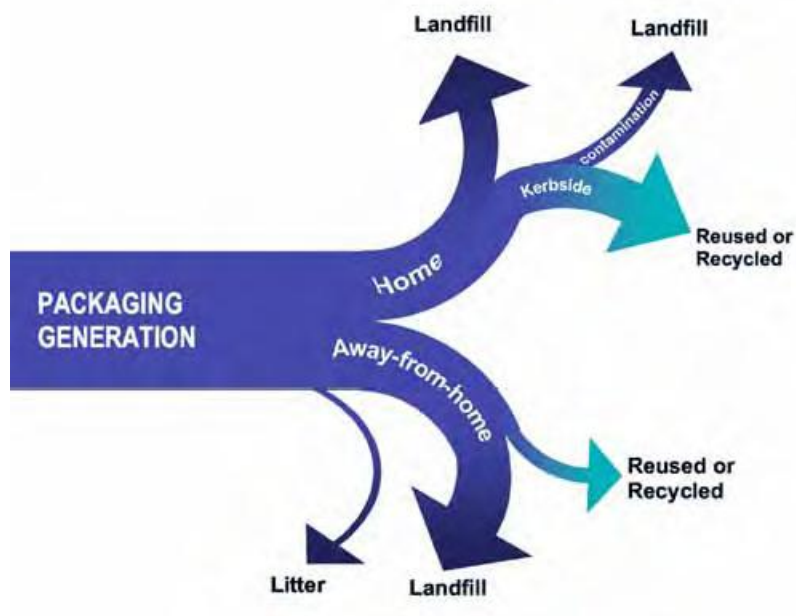 Landfill
Landfill
contamination
Kerbside
Reused or
Recycled
Home
PACKAGING
GENERATION
Away-from-home
Reused or
Recycled
Litter
Landfill